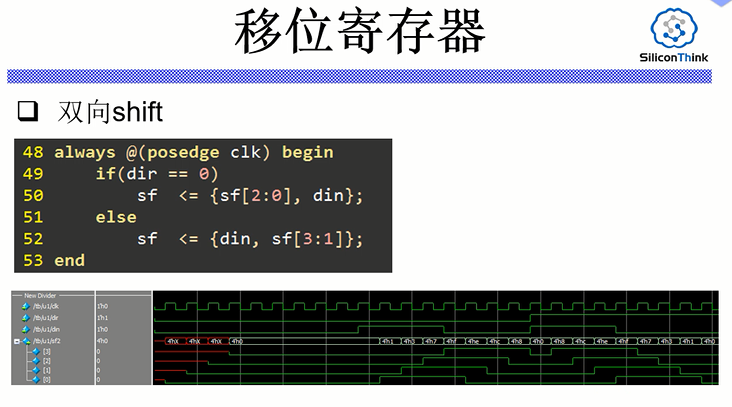 移位寄存器
SiliconThink
双向shift
48 always @(posedge clk) begin
49 if(dir == 0)
50 sf <= {sf[2:0], din};
51 else
52 sf <= {din, sf[3:1]};
53 end
New Divider
/tb/u1/clk 1'h0
/tb/u1/dir 1'h1
/tb/u1/din 1'h0
/tb/u1/sf2 4'h0 4'hX 4'hX 4'hX 4'h0 4'h1 4'h3 4'h7 4'hf 4'he 4'hc 4'h8 4'h0 4'h8 4'hc 4'he 4'hf 4'h7 4'h3 4'h1 4'h0
[3] 0
[2] 0
[1] 0
[0] 0